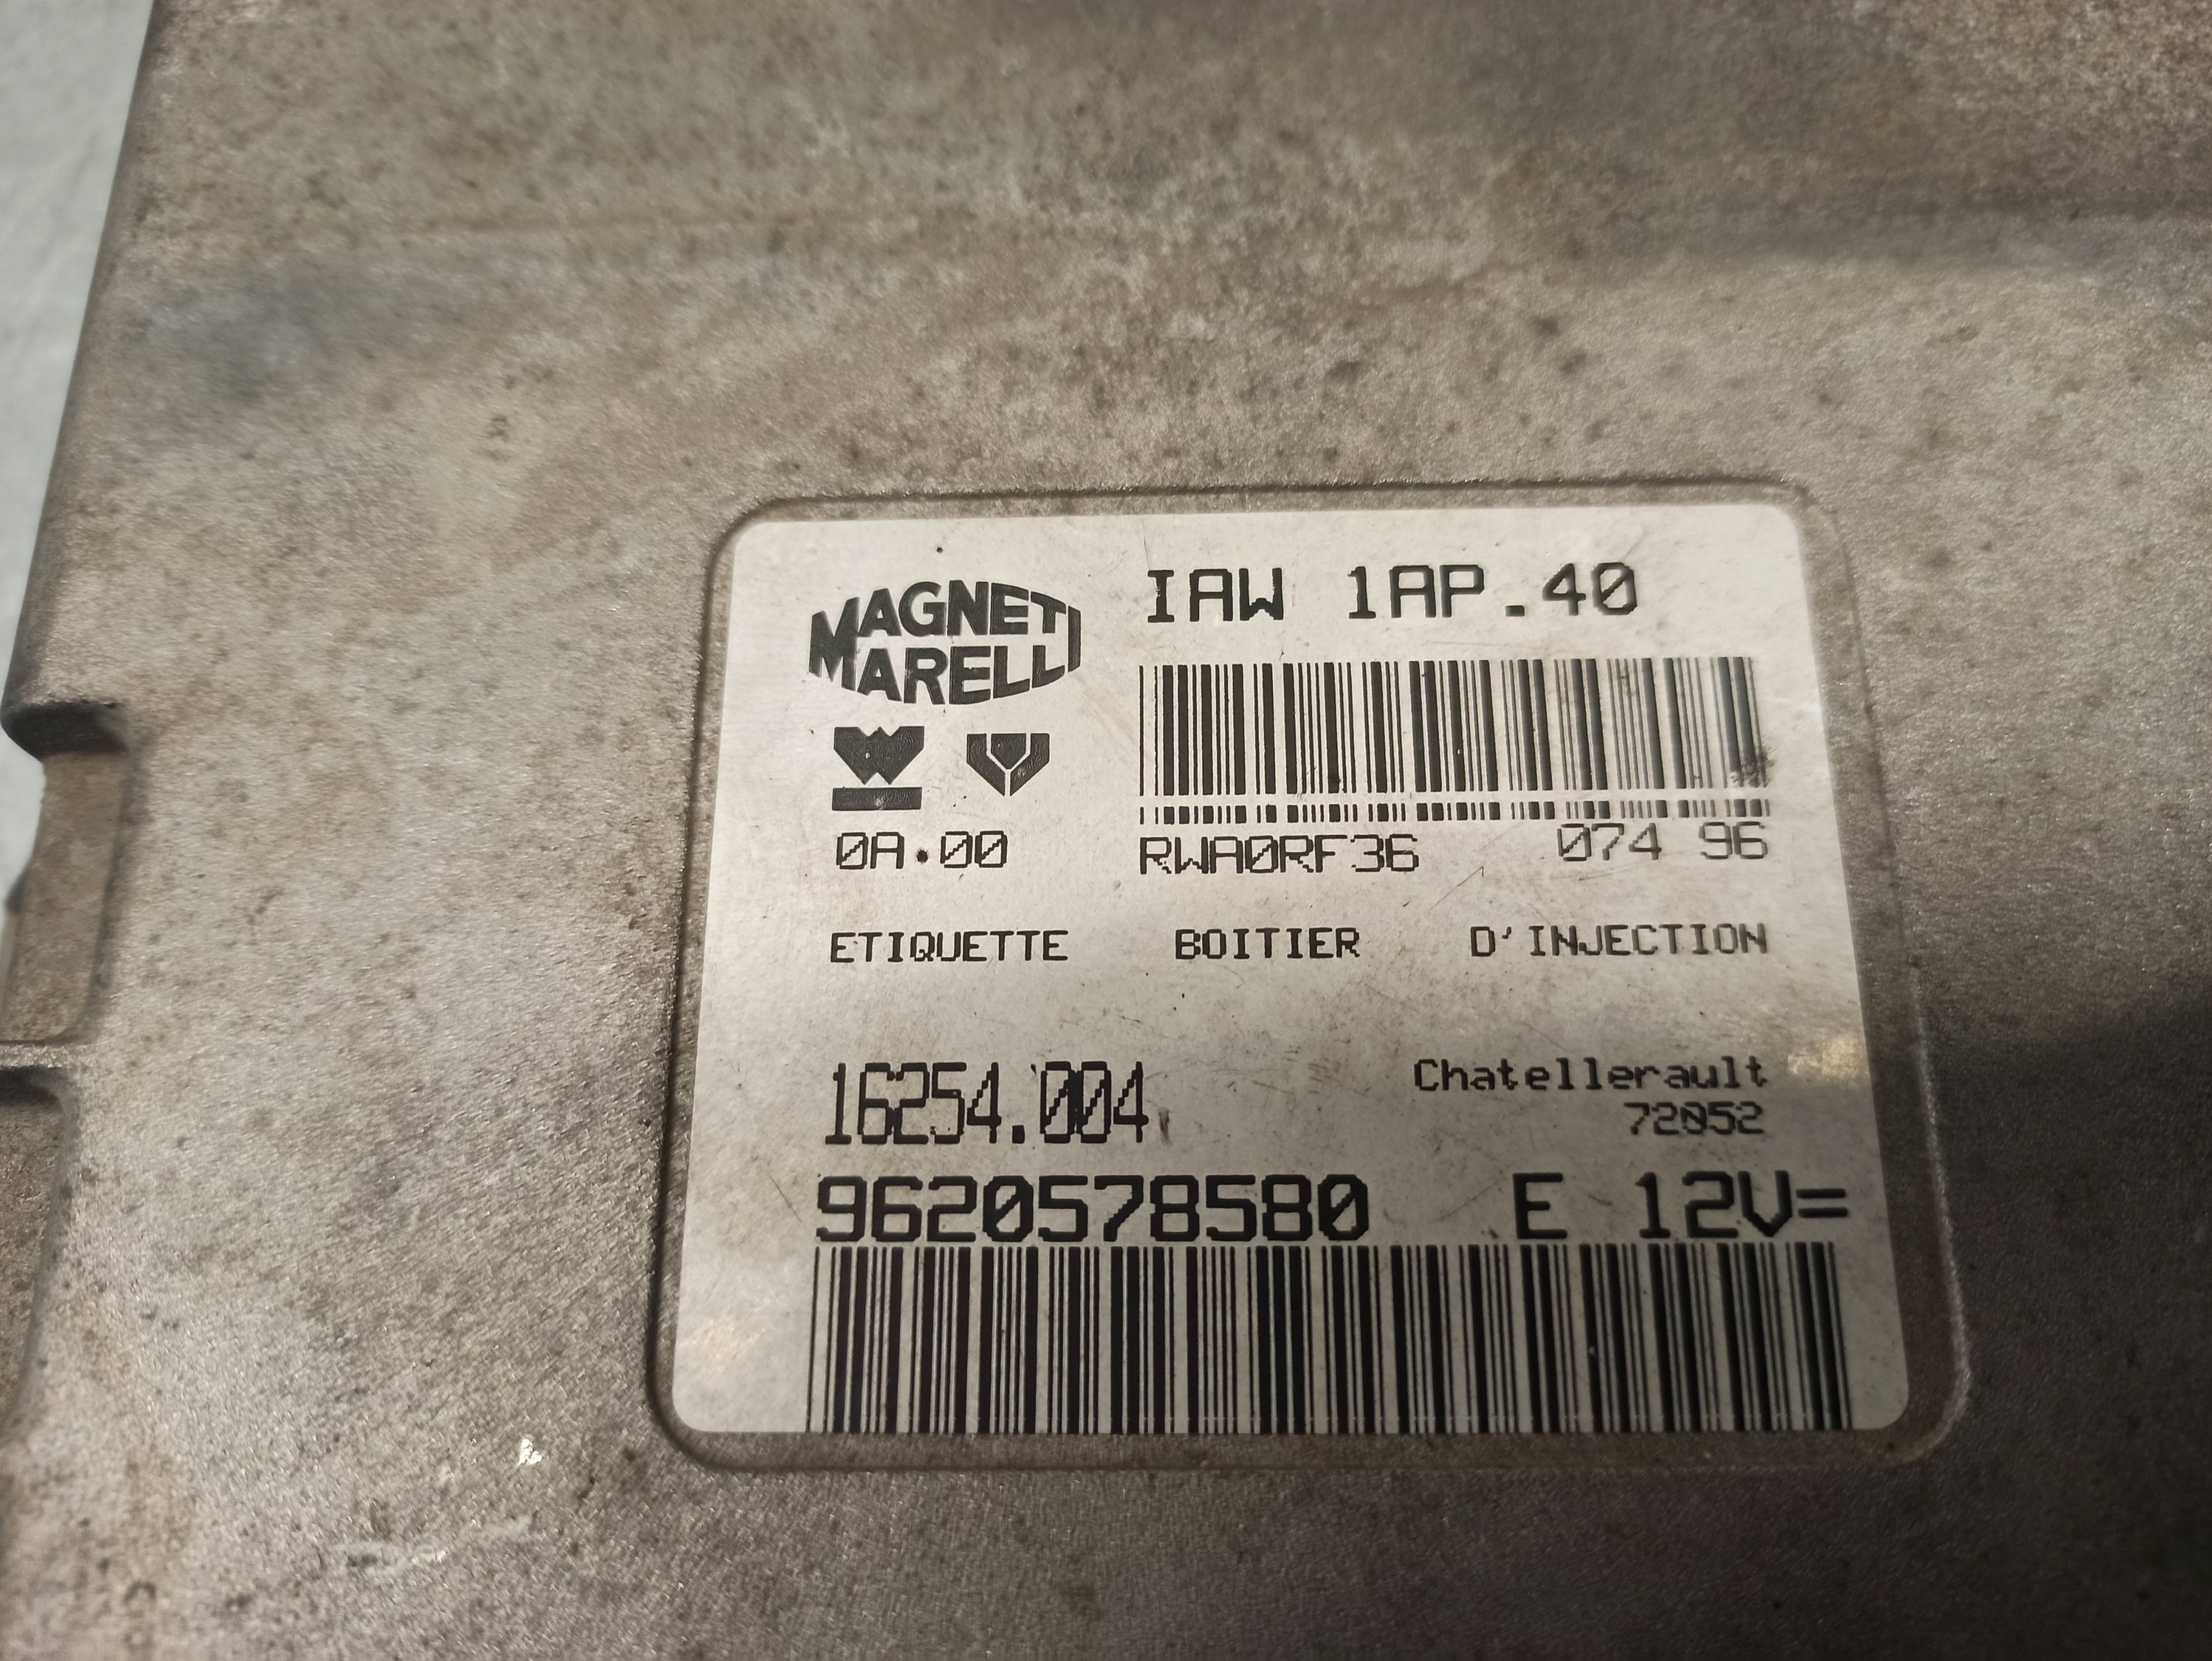 MAGNETI
MARELLI
IAW 1AP.40
0A.00
RWA0RF36 074 96
ETIQUETTE BOITIER D'INJECTION
16254.004
Chatellerault
72052
9620578580 E 12V=